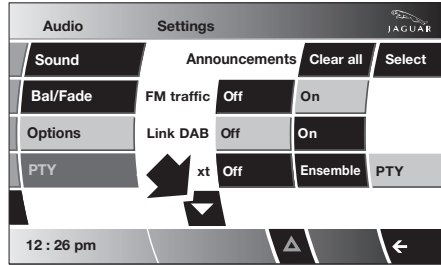 Audio Settings JAGUAR
Sound Announcements Clear all Select
Bal/Fade FM traffic Off On
Options Link DAB Off On
PTY xt Off Ensemble PTY
12 : 26 pm